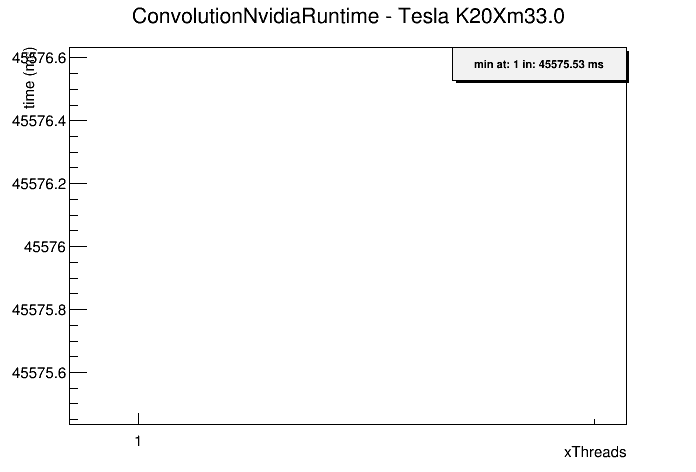 ConvolutionNvidiaRuntime - Tesla K20Xm33.0
time (ms)
min at: 1 in: 45575.53 ms
45576.6
45576.4
45576.2
45576
45575.8
45575.6
1
xThreads